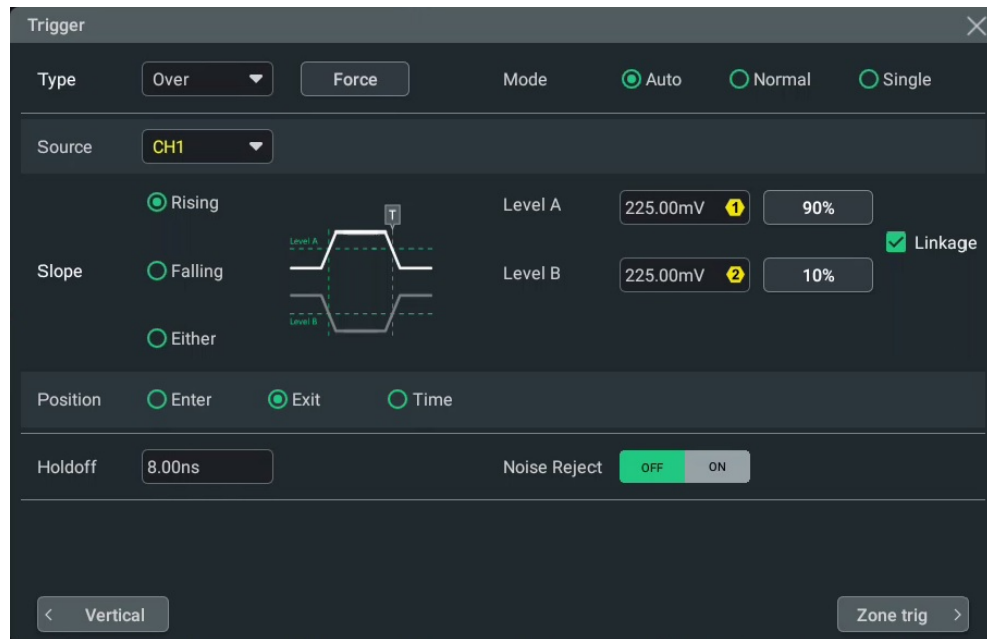 Trigger
Type Over Force Mode Auto Normal Single
Source CH1
Rising
Level A 225.00mV 1 90%
T
Level A
Linkage
Slope Falling
Level B 225.00mV 2 10%
Level B
Either
Position Enter Exit Time
Holdoff 8.00ns Noise Reject OFF ON
< Vertical Zone trig >